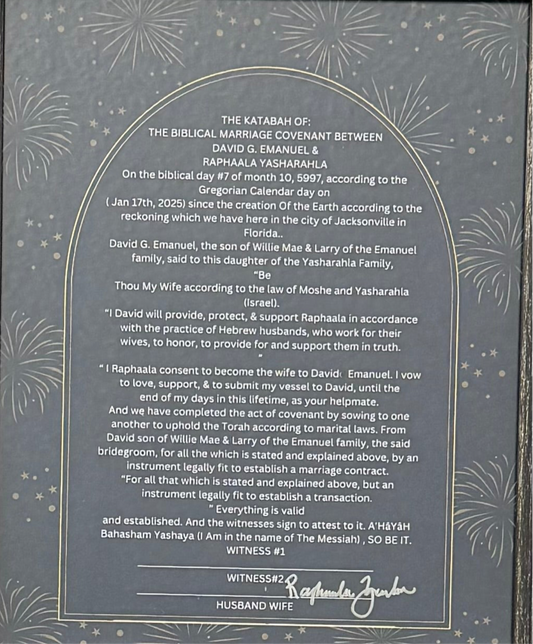 THE KATABAH OF:
THE BIBLICAL MARRIAGE COVENANT BETWEEN
DAVID G. EMANUEL &
RAPHAALA YASHARAHLA
On the biblical day #7 of month 10, 5997, according to the
Gregorian Calendar day on
( Jan 17th, 2025) since the creation Of the Earth according to the
reckoning which we have here in the city of Jacksonville in
Florida..
David G. Emanuel, the son of Willie Mae & Larry of the Emanuel
family, said to this daughter of the Yasharahla Family,
"Be
Thou My Wife according to the law of Moshe and Yasharahla
(Israel).
"I David will provide, protect, & support Raphaala in accordance
with the practice of Hebrew husbands, who work for their
wives, to honor, to provide for and support them in truth.
"
" I Raphaala consent to become the wife to David Emanuel. I vow
to love, support, & to submit my vessel to David, until the
end of my days in this lifetime, as your helpmate.
And we have completed the act of covenant by sowing to one
another to uphold the Torah according to marital laws. From
David son of Willie Mae & Larry of the Emanuel family, the said
bridegroom, for all the which is stated and explained above, by an
instrument legally fit to establish a marriage contract.
"For all that which is stated and explained above, but an
instrument legally fit to establish a transaction.
" Everything is valid
and established. And the witnesses sign to attest to it. A'HâYâH
Bahasham Yashaya (I Am in the name of The Messiah) , SO BE IT.
WITNESS #1
WITNESS#2
HUSBAND WIFE